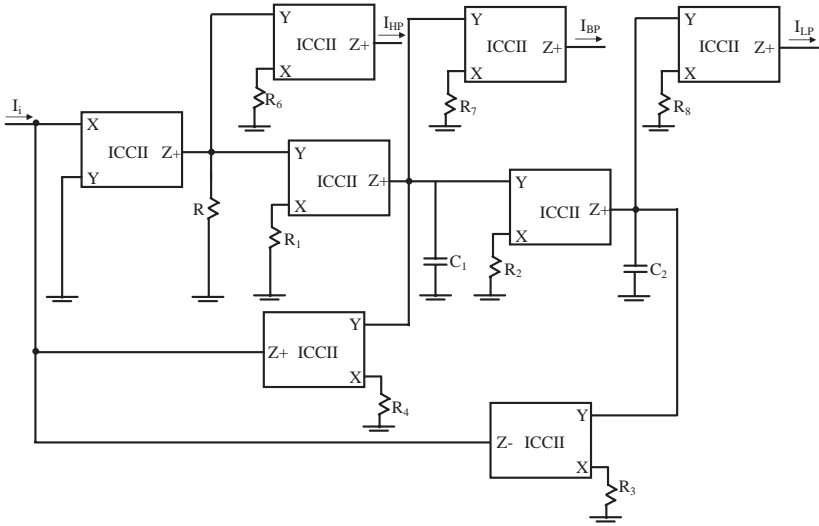 Y
ICCII
Z+
X
I_HP
R_6
Y
ICCII
Z+
X
I_BP
R_7
Y
ICCII
Z+
X
I_LP
R_8
I_i
X
ICCII
Z+
Y
R
Y
ICCII
Z+
X
R_1
C_1
Y
ICCII
Z+
X
R_2
C_2
Y
Z+ ICCII
X
R_4
Y
Z- ICCII
X
R_3